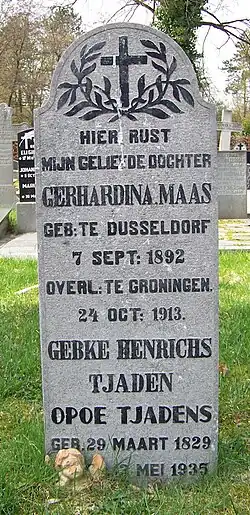 HIER RUST
MIJN GELIEFDE DOCHTER
GERHARDINA MAAS
GEB: TE DUSSELDORF
7 SEPT: 1892
OVERL: TE GRONINGEN.
24 OCT: 1913.
GEBKE HENRICHS
TJADEN
OPOE TJADENS
GEB. 29 MAART 1829
MEI 1935